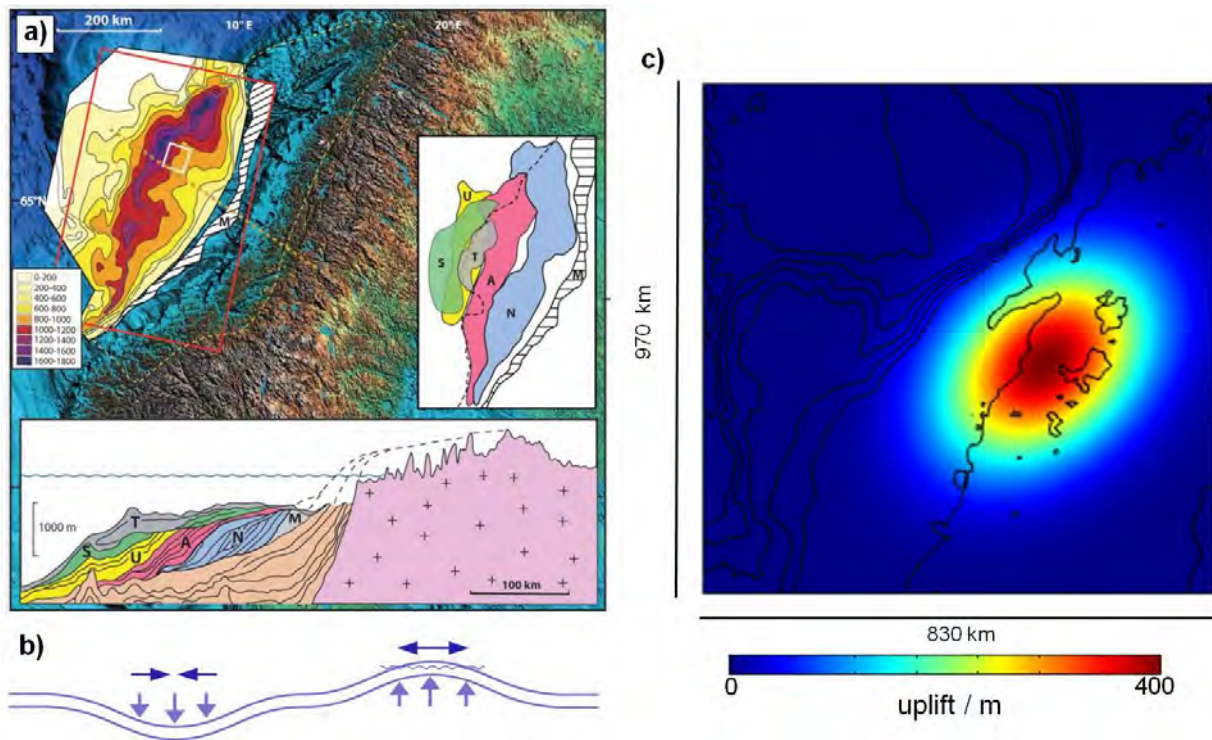 a)
200 km
10° E
20° E
65°N
M
0-200
200-400
400-600
600-800
800-1000
1000-1200
1200-1400
1400-1600
1600-1800
U
S
T
A
M
N
1000 m
T
S
U
A
N
M
100 km
b)
c)
970 km
830 km
0
400
uplift / m